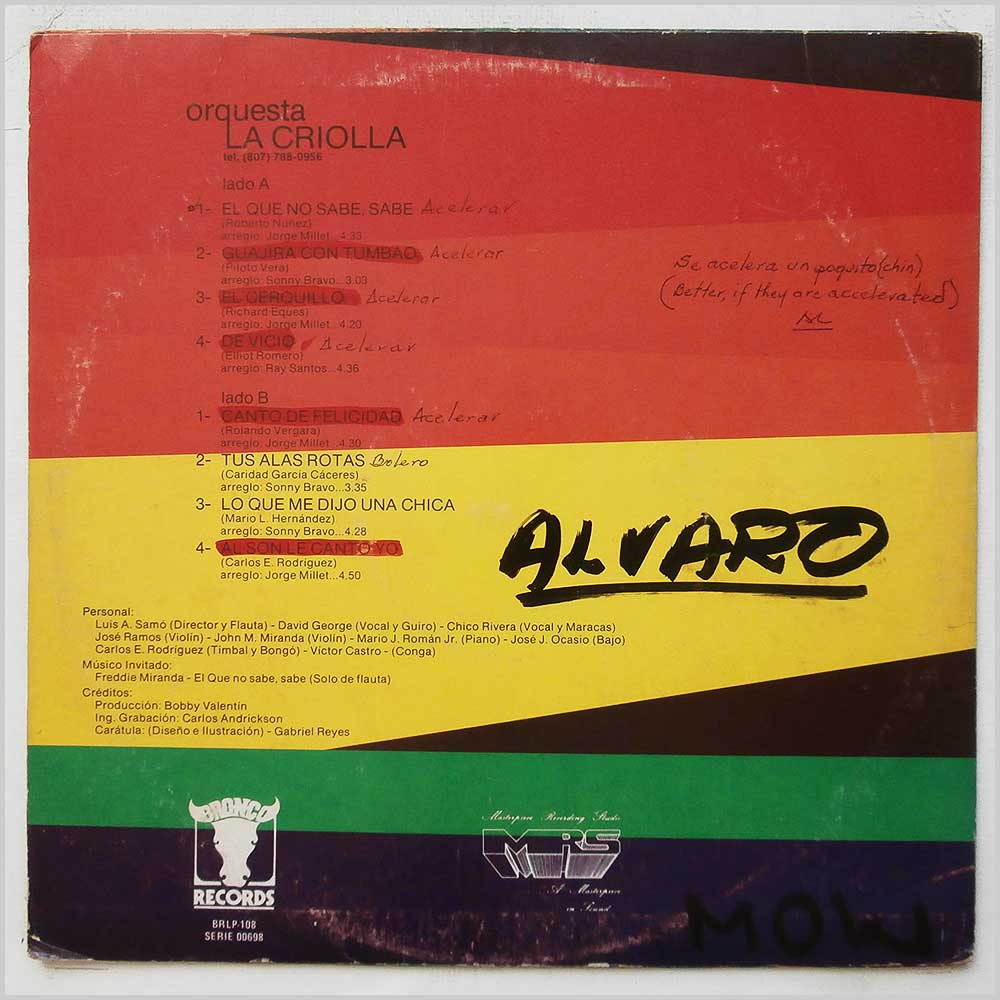 orquesta
LA CRIOLLA
tel. (807) 788-0956
lado A
1- EL QUE NO SABE, SABE Acelerar
(Roberto Nuñez)
arreglo: Jorge Millet...4.33
2- GUAJIRA CON TUMBAO Acelerar
(Piloto Vera)
arreglo: Sonny Bravo...3.03
3- EL CERQUILLO Acelerar
(Richard Eques)
arreglo: Jorge Millet...4.20
4- DE VICIO Acelerar
(Elliot Romero)
arreglo: Ray Santos...4.36
Se acelera un poquito (chin)
(Better, if they are accelerated)
lado B
1- CANTO DE FELICIDAD Acelerar
(Rolando Vergara)
arreglo: Jorge Millet...4.30
2- TUS ALAS ROTAS Bolero
(Caridad García Cáceres)
arreglo: Sonny Bravo...3.35
3- LO QUE ME DIJO UNA CHICA
(Mario L. Hernández)
arreglo: Sonny Bravo...4.28
4- AL SON LE CANTO YO
(Carlos E. Rodríguez)
arreglo: Jorge Millet...4.50
ALVARO
Personal:
Luis A. Samó (Director y Flauta) - David George (Vocal y Guiro) - Chico Rivera (Vocal y Maracas)
José Ramos (Violín) - John M. Miranda (Violín) - Mario J. Román Jr. (Piano) - José J. Ocasio (Bajo)
Carlos E. Rodríguez (Timbal y Bongó) - Víctor Castro - (Conga)
Músico Invitado:
Freddie Miranda - El Que no sabe, sabe (Solo de flauta)
Créditos:
Producción: Bobby Valentín
Ing. Grabación: Carlos Andrickson
Carátula: (Diseño e Ilustración) - Gabriel Reyes
BRONCO
RECORDS
BRLP-108
SERIE 00698
Masterpiece Recording Studio
MRS
A Masterpiece
in Sound
MOW